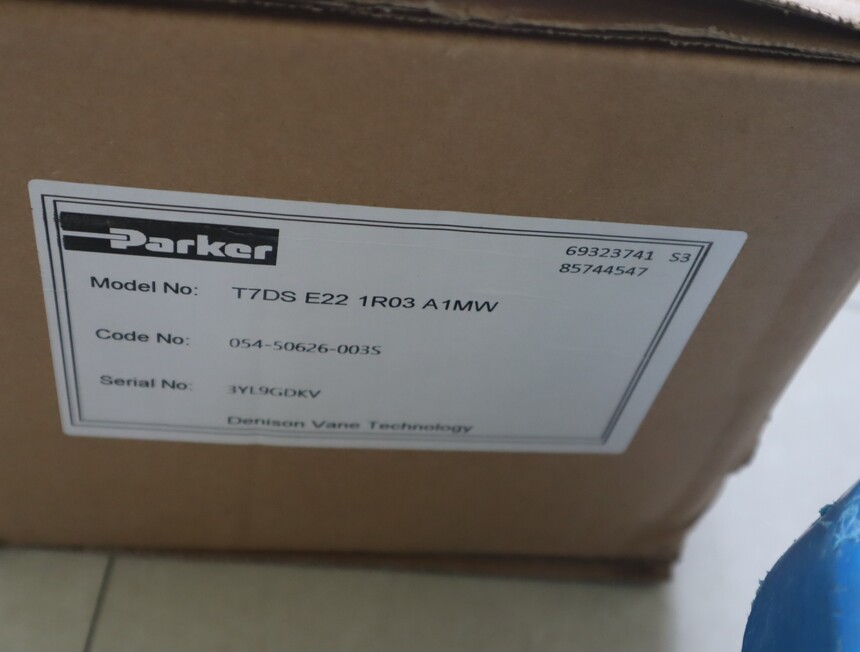 Parker
69323741 S3
85744547
Model No: T7DS E22 1R03 A1MW
Code No: 054-50626-003S
Serial No: 3YL9GDKV
Denison Vane Technology